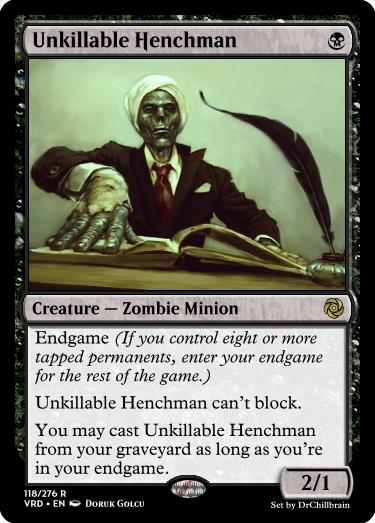 Unkillable Henchman
Creature — Zombie Minion
Endgame (If you control eight or more
tapped permanents, enter your endgame
for the rest of the game.)
Unkillable Henchman can't block.
You may cast Unkillable Henchman
from your graveyard as long as you're
in your endgame.
2/1
118/276 R
VRD • EN Doruk Golcu
Set by DrChillbrain